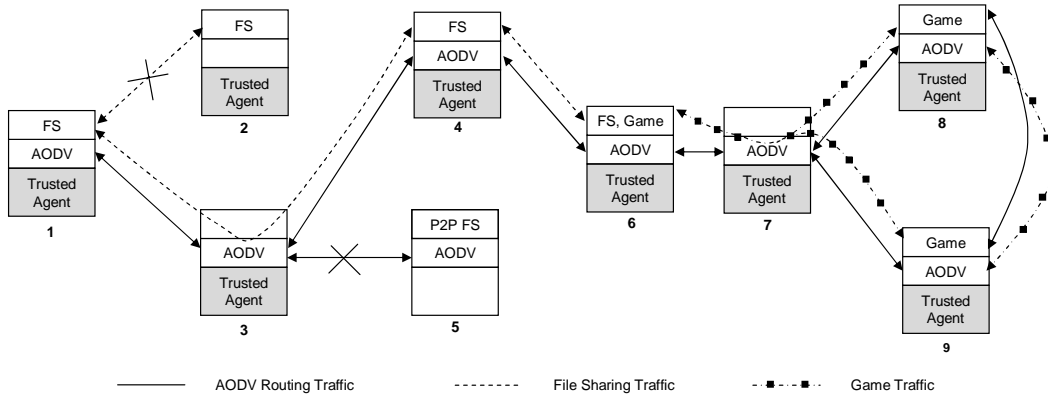 FS
Trusted
Agent
2
FS
AODV
Trusted
Agent
1
AODV
Trusted
Agent
3
FS
AODV
Trusted
Agent
4
P2P FS
AODV
5
FS, Game
AODV
Trusted
Agent
6
AODV
Trusted
Agent
7
Game
AODV
Trusted
Agent
8
Game
AODV
Trusted
Agent
9
AODV Routing Traffic
File Sharing Traffic
Game Traffic